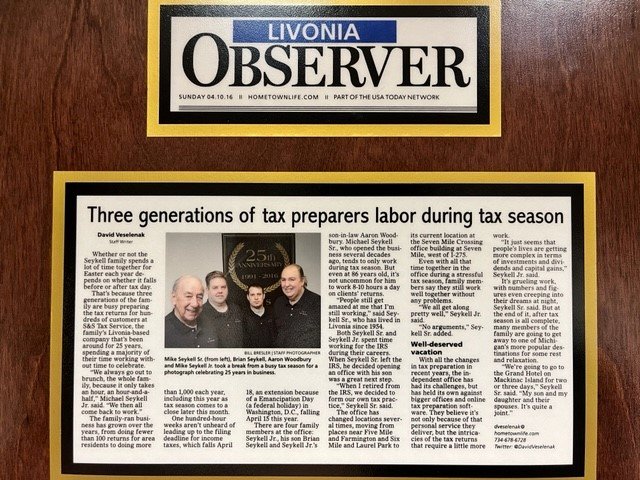 LIVONIA
OBSERVER
SUNDAY 04.10.16 || HOMETOWNLIFE.COM || PART OF THE USA TODAY NETWORK
Three generations of tax preparers labor during tax season
David Veselenak
Staff Writer
Whether or not the
Seykell family spends a
lot of time together for
Easter each year de-
pends on whether it falls
before or after tax day.
That's because three
generations of the fam-
ily are busy preparing
the tax returns for hun-
dreds of customers at
S&S Tax Service, the
family's Livonia-based
company that's been
around for 25 years,
spending a majority of
their time working with-
out time to celebrate.
"We always go out to
brunch, the whole fam-
ily, because it only takes
an hour, an hour-and-a-
half," Michael Seykell
Jr. said. "We then all
come back to work."
The family-run busi-
ness has grown over the
years, from doing fewer
than 100 returns for area
residents to doing more
25th
ANNIVERSARY
1991-2016
BILL BRESLER | STAFF PHOTOGRAPHER
Mike Seykell Sr. (from left), Brian Seykell, Aaron Woodbury
and Mike Seykell Jr. took a break from a busy tax season for a
photograph celebrating 25 years in business.
than 1,000 each year,
including this year as
tax season comes to a
close later this month.
One hundred-hour
weeks aren't unheard of
leading up to the filing
deadline for income
taxes, which falls April
18, an extension because
of a Emancipation Day
(a federal holiday) in
Washington, D.C., falling
April 15 this year.
There are four family
members at the office:
Seykell Jr., his son Brian
Seykell and Seykell Jr.'s
son-in-law Aaron Wood-
bury. Michael Seykell
Sr., who opened the busi-
ness several decades
ago, tends to only work
during tax season. But
even at 86 years old, it's
not uncommon for him
to work 8-10 hours a day
on clients' returns.
"People still get
amazed at me that I'm
still working," said Sey-
kell Sr., who has lived in
Livonia since 1954.
Both Seykell Sr. and
Seykell Jr. spent time
working for the IRS
during their careers.
When Seykell Sr. left the
IRS, he decided opening
an office with his son
was a great next step.
"When I retired from
the IRS, we decided to
form our own tax prac-
tice," Seykell Sr. said.
The office has
changed locations sever-
al times, moving from
places near Five Mile
and Farmington and Six
Mile and Laurel Park to
its current location at
the Seven Mile Crossing
office building at Seven
Mile, west of I-275.
Even with all that
time together in the
office during a stressful
tax season, family mem-
bers say they still work
well together without
any problems.
"We all get along
pretty well," Seykell Jr.
said.
"No arguments," Sey-
kell Sr. added.
Well-deserved
vacation
With all the changes
in tax preparation in
recent years, the in-
dependent office has
had its challenges, but
has held its own against
bigger offices and online
tax preparation soft-
ware. They believe it's
not only because of that
personal service they
deliver, but the intrica-
cies of the tax returns
that require a little more
work.
"It just seems that
people's lives are getting
more complex in terms
of investments and divi-
dends and capital gains,"
Seykell Jr. said.
It's grueling work,
with numbers and fig-
ures even creeping into
their dreams at night,
Seykell Sr. said. But at
the end of it, after tax
season is all complete,
many members of the
family are going to get
away to one of Michi-
gan's more popular des-
tinations for some rest
and relaxation.
"We're going to go to
the Grand Hotel on
Mackinac Island for two
or three days," Seykell
Sr. said. "My son and my
daughter and their
spouses. It's quite a
joint."
dveselenak@
hometownlife.com
734-678-6728
Twitter: @DavidVeselenak